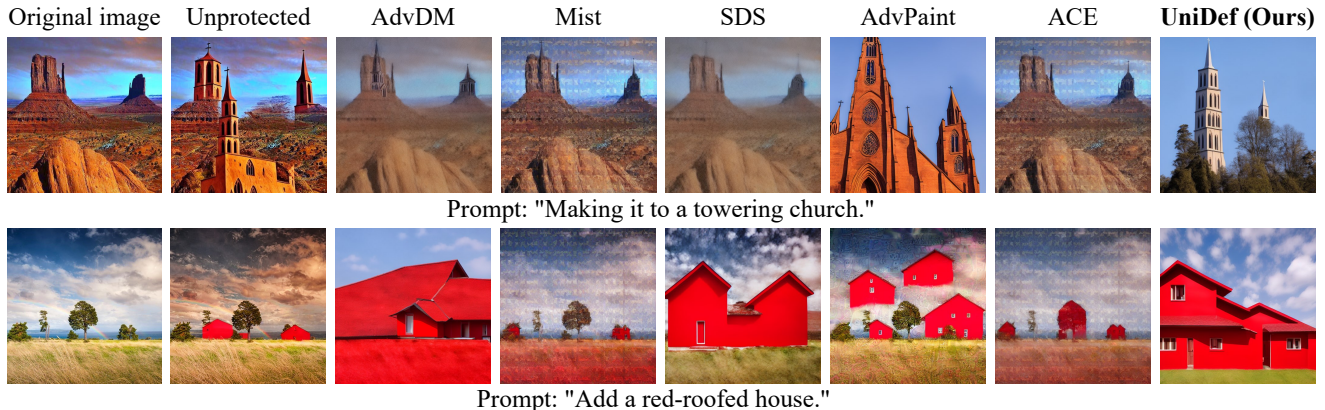 Original image Unprotected AdvDM Mist SDS AdvPaint ACE UniDef (Ours)
Prompt: "Making it to a towering church."
Prompt: "Add a red-roofed house."